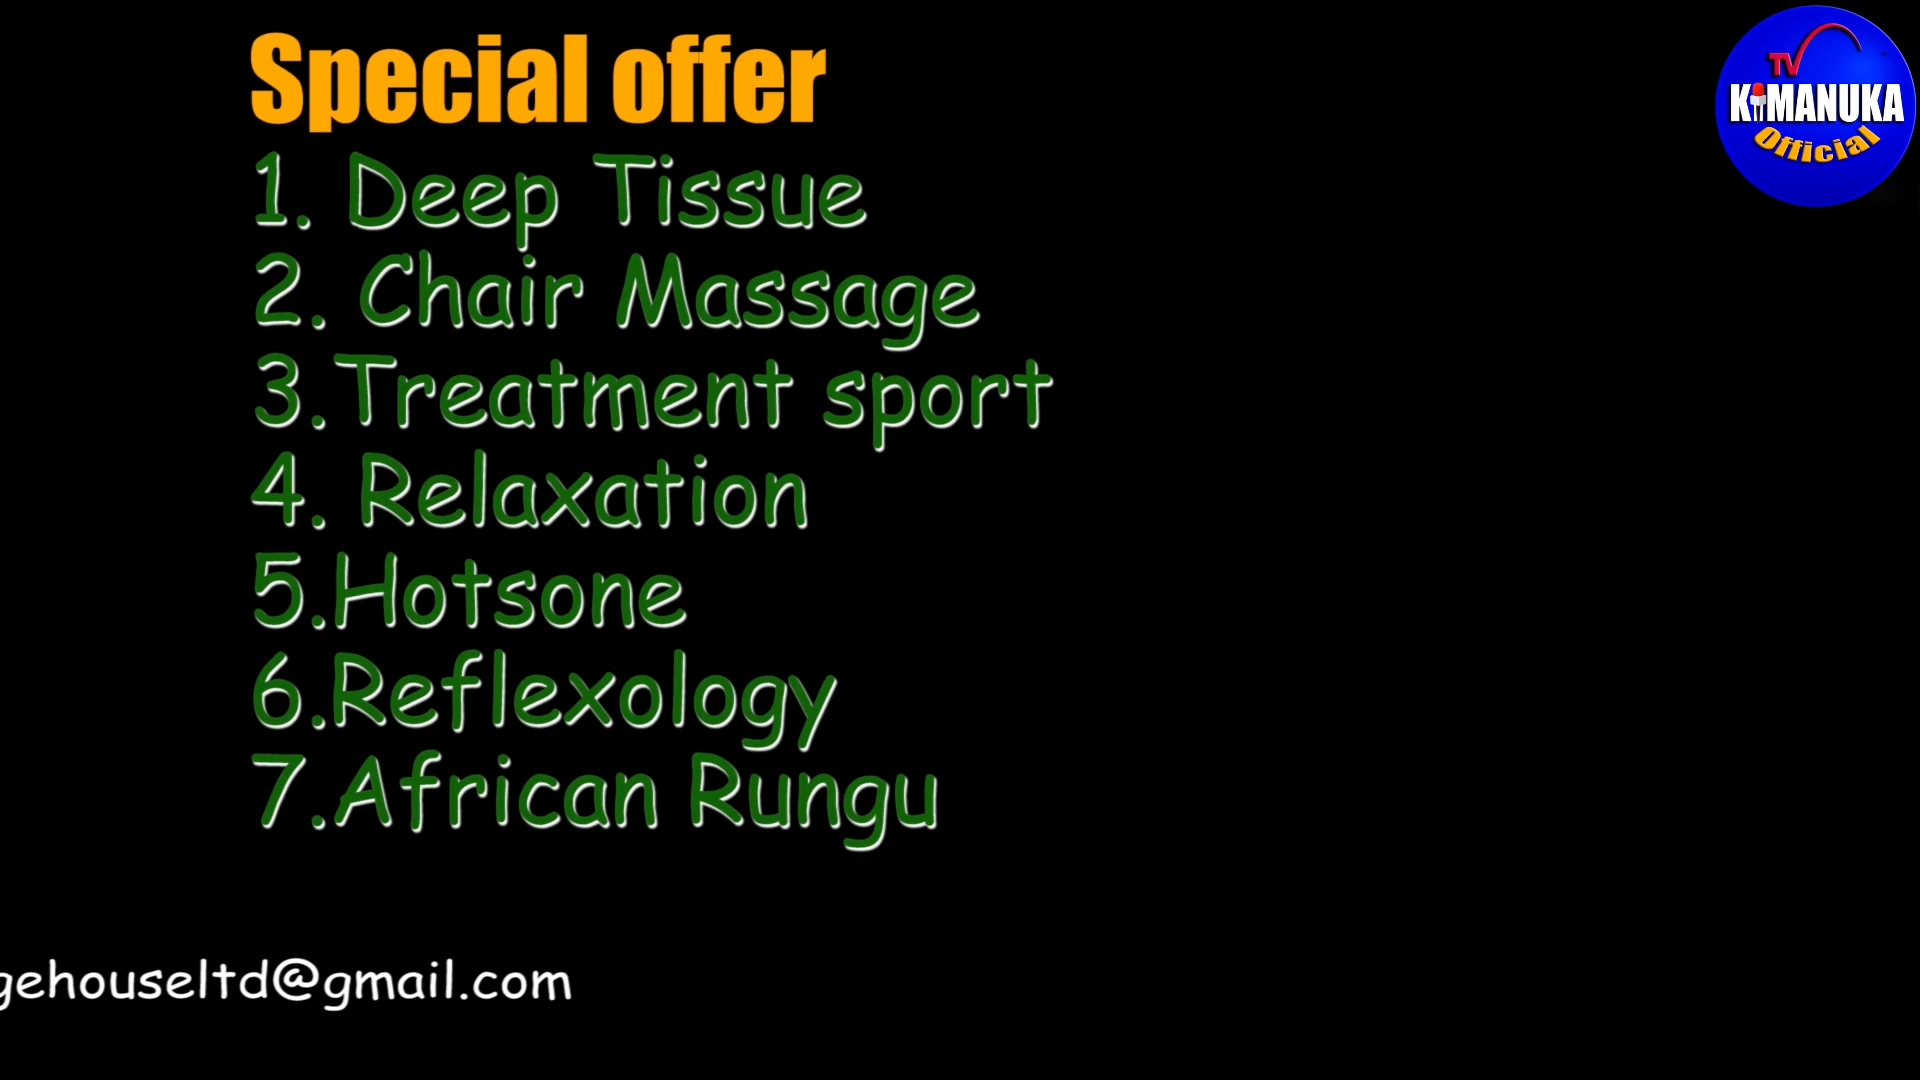 Special offer
TV
KIMANUKA
Official
1. Deep Tissue
2. Chair Massage
3.Treatment sport
4. Relaxation
5.Hotsone
6.Reflexology
7.African Rungu
gehouseltd@gmail.com